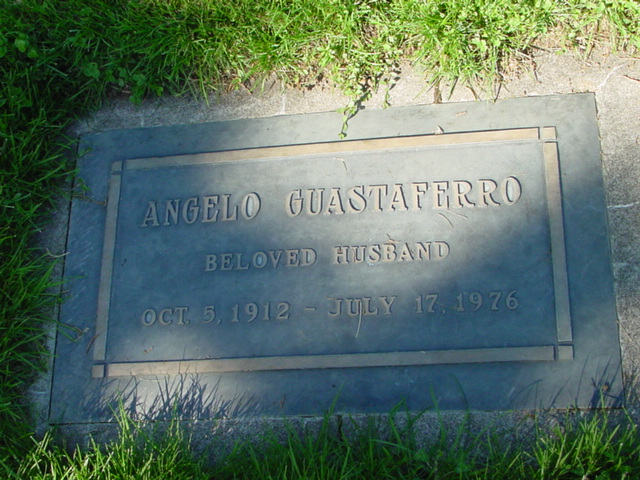 ANGELO GUASTAFERRO
BELOVED HUSBAND
OCT. 5, 1912 - JULY 17, 1976